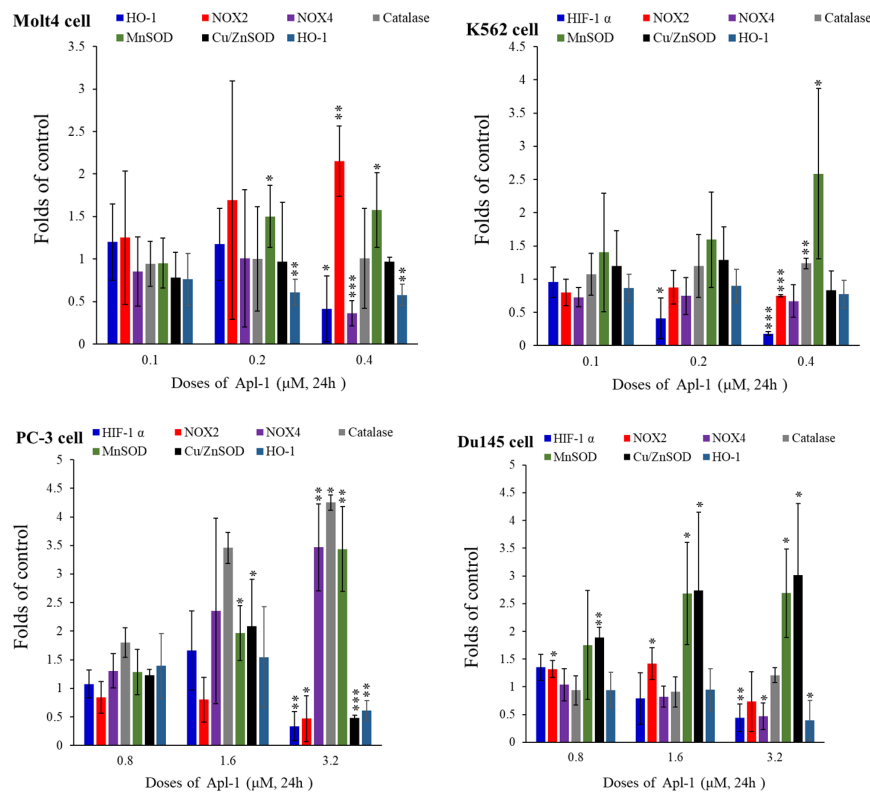 Molt4 cell
HO-1 NOX2 NOX4 Catalase
MnSOD Cu/ZnSOD HO-1
3.5
3
2.5
2
1.5
1
0.5
0
Folds of control
* ** *** * **
* **
0.1 0.2 0.4
Doses of Apl-1 (μM, 24h )
K562 cell
HIF-1 α NOX2 NOX4 Catalase
MnSOD Cu/ZnSOD HO-1
4.5
4
3.5
3
2.5
2
1.5
1
0.5
0
Folds of control
* *** *** ** *
0.1 0.2 0.4
Doses of Apl-1 (μM, 24h )
PC-3 cell
HIF-1 α NOX2 NOX4 Catalase
MnSOD Cu/ZnSOD HO-1
5
4.5
4
3.5
3
2.5
2
1.5
1
0.5
0
Folds of control
* * ** * ** * ** *** ***
0.8 1.6 3.2
Doses of Apl-1 (μM, 24h )
Du145 cell
HIF-1 α NOX2 NOX4 Catalase
MnSOD Cu/ZnSOD HO-1
5
4.5
4
3.5
3
2.5
2
1.5
1
0.5
0
Folds of control
* ** * * * ** * * * *
0.8 1.6 3.2
Doses of Apl-1 (μM, 24h )